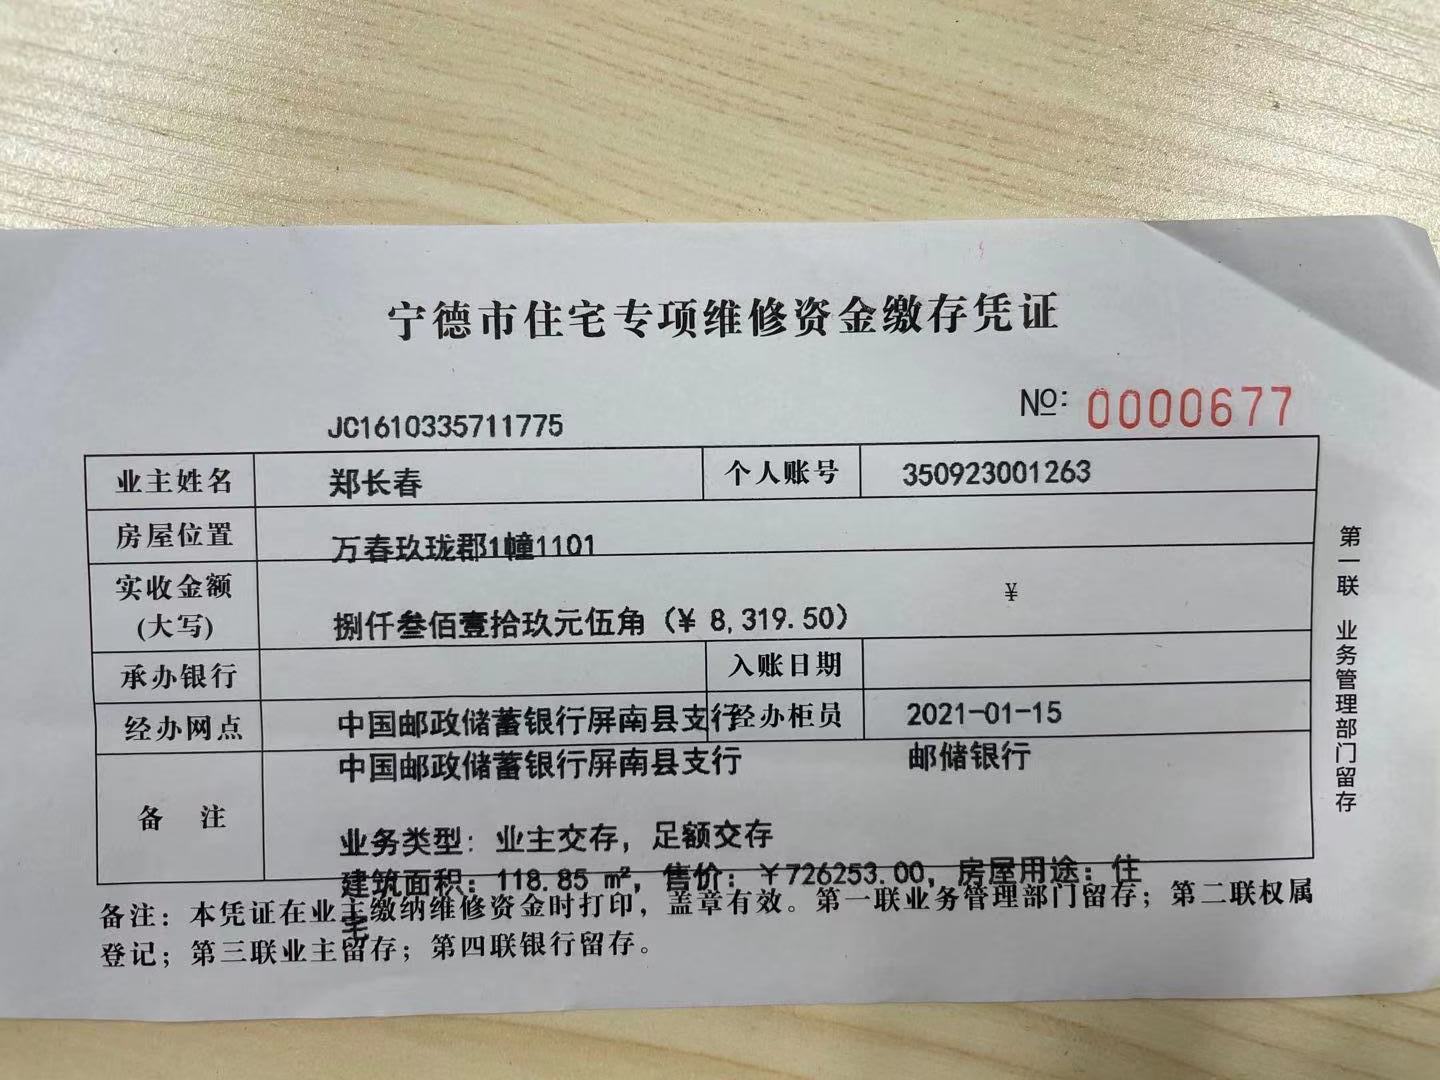 宁德市住宅专项维修资金缴存凭证
JC1610335711775
No: 0000677
业主姓名 郑长春 个人账号 350923001263
房屋位置 万春玖珑郡1幢1101
实收金额
(大写) 捌仟叁佰壹拾玖元伍角（¥ 8,319.50） ¥
承办银行 入账日期
经办网点 中国邮政储蓄银行屏南县支行 经办柜员 2021-01-15
中国邮政储蓄银行屏南县支行 邮储银行
备 注
业务类型：业主交存，足额交存
建筑面积：118.85 m²，售价：￥726253.00，房屋用途：住
宅
备注：本凭证在业主缴纳维修资金时打印，盖章有效。第一联业务管理部门留存；第二联权属
登记；第三联业主留存；第四联银行留存。
第一联 业务管理部门留存